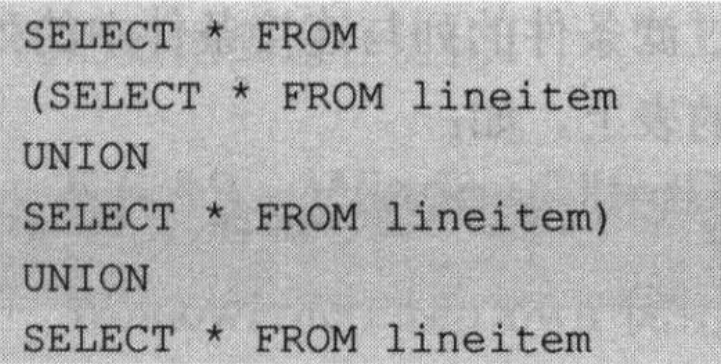 SELECT * FROM
(SELECT * FROM lineitem
UNION
SELECT * FROM lineitem)
UNION
SELECT * FROM lineitem